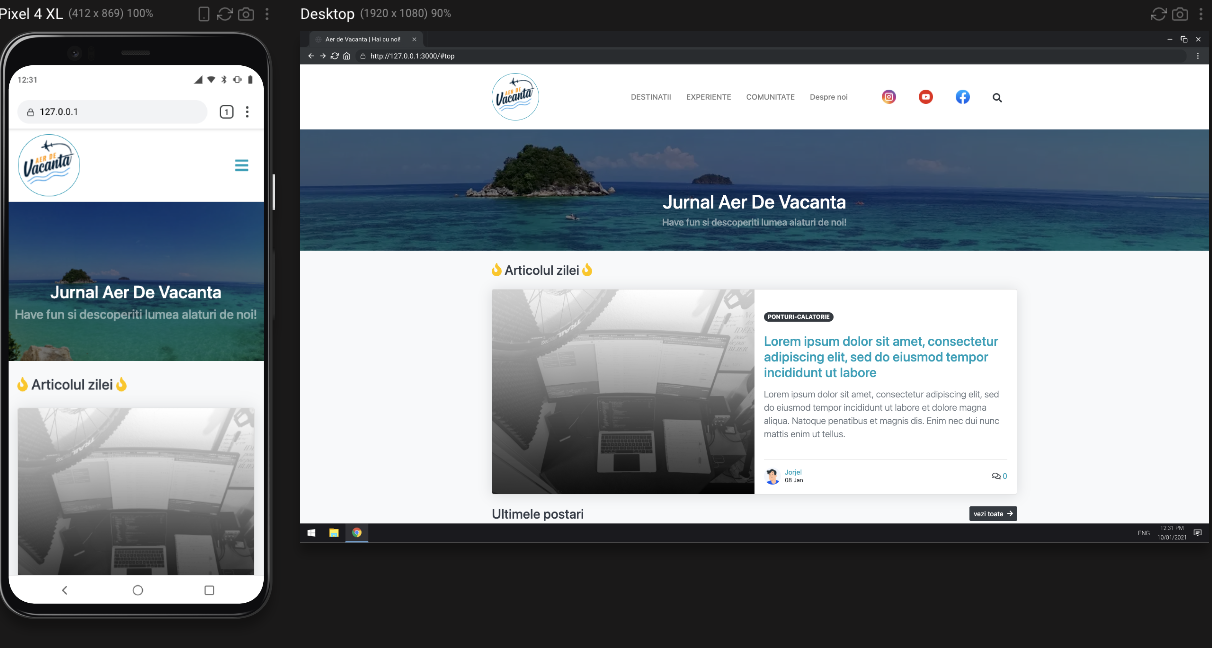 Pixel 4 XL (412 x 869) 100%
12:31
127.0.0.1
1
AER DE
Vacanta
Jurnal Aer De Vacanta
Have fun si descoperiti lumea alaturi de noi!
Articolul zilei
Desktop (1920 x 1080) 90%
Aer de Vacanta | Hai cu noi!
http://127.0.0.1:3000/#top
AER DE
Vacanta
DESTINATII EXPERIENTE COMUNITATE Despre noi
Jurnal Aer De Vacanta
Have fun si descoperiti lumea alaturi de noi!
Articolul zilei
PONTURI-CALATORIE
Lorem ipsum dolor sit amet, consectetur
adipiscing elit, sed do eiusmod tempor
incididunt ut labore
Lorem ipsum dolor sit amet, consectetur adipiscing elit, sed
do eiusmod tempor incididunt ut labore et dolore magna
aliqua. Natoque penatibus et magnis dis. Enim nec dui nunc
mattis enim ut tellus.
Jorjel
08 Jan
0
Ultimele postari
vezi toate
ENG
12:31 PM
10/01/2021